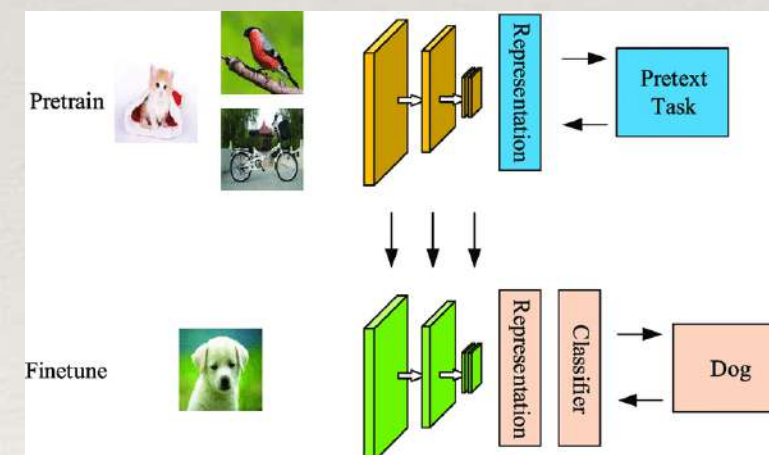 Pretrain
Representation
Pretext
Task
Finetune
Representation
Classifier
Dog